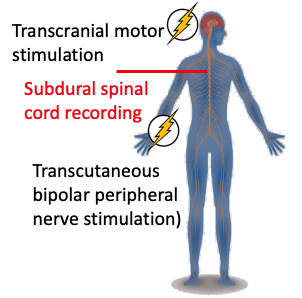 Transcranial motor
stimulation
Subdural spinal
cord recording
Transcutaneous
bipolar peripheral
nerve stimulation)